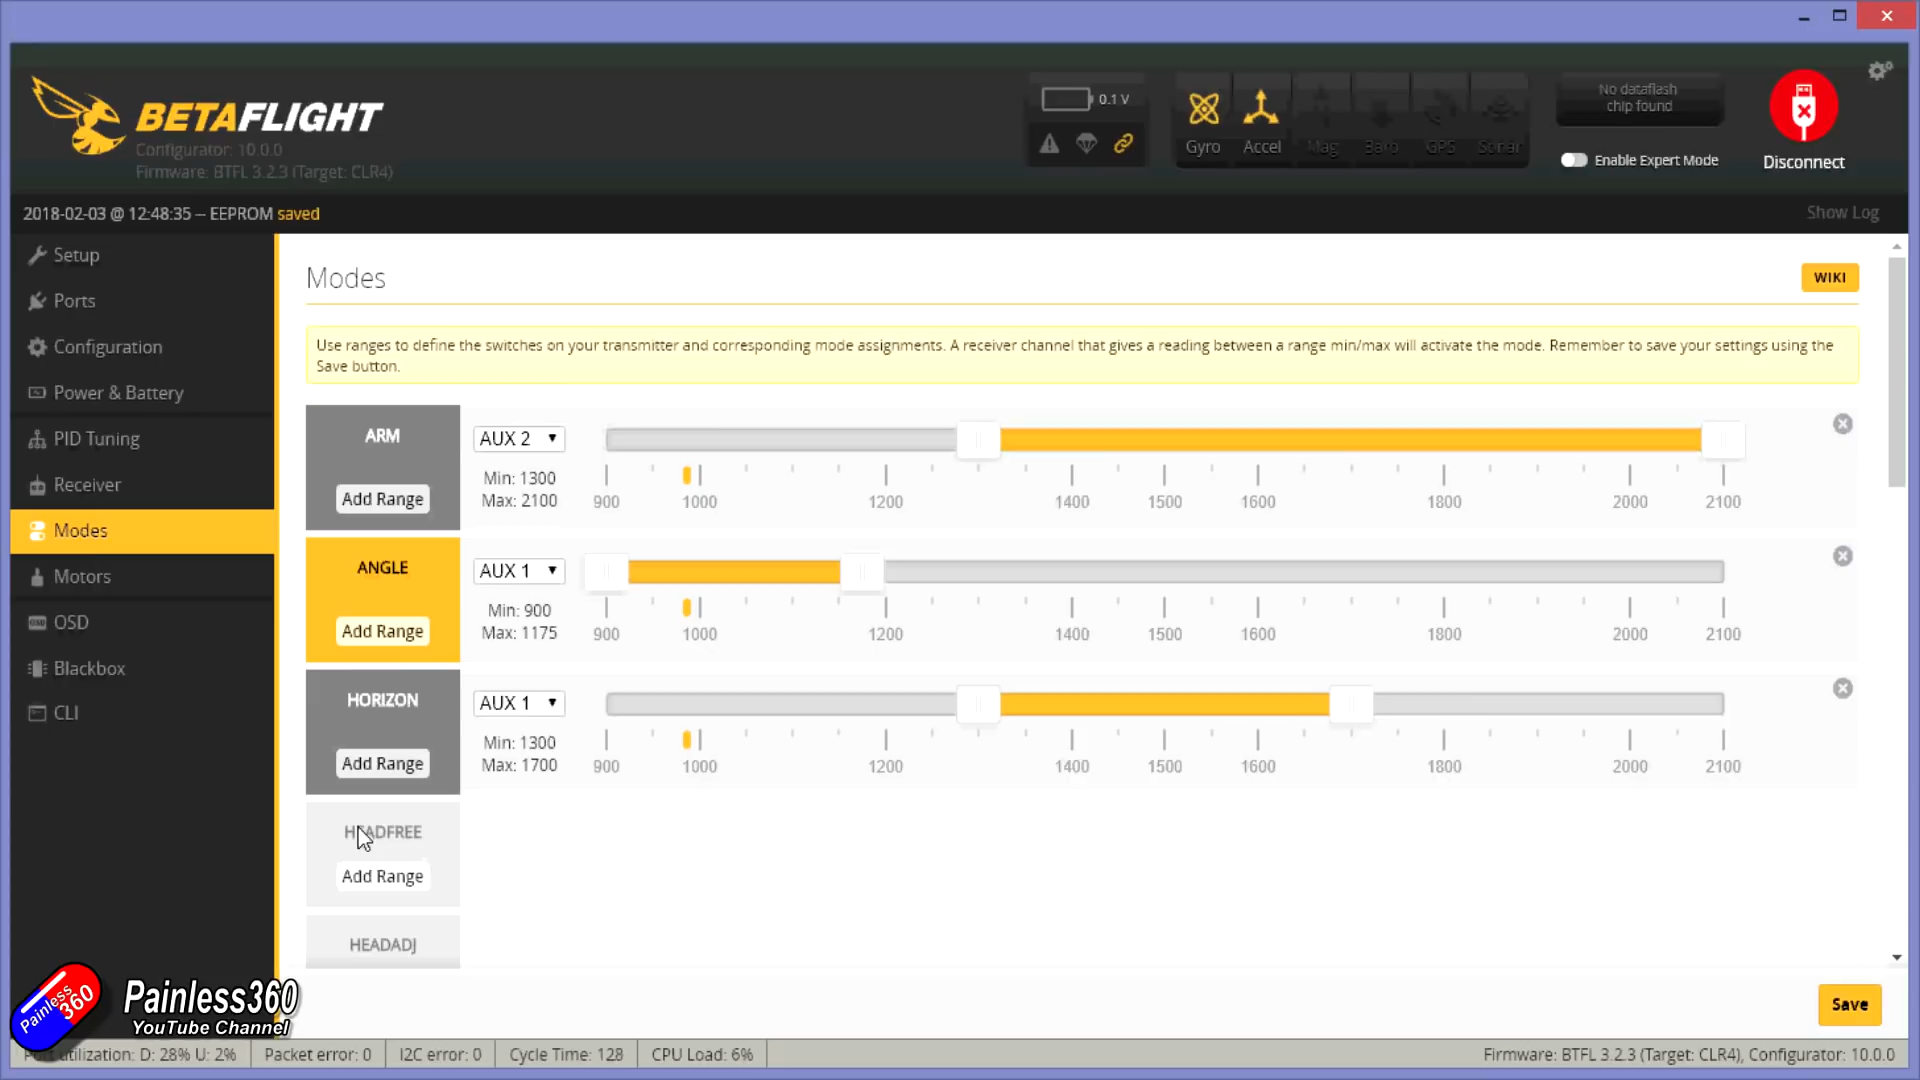 BETAFLIGHT
Configurator: 10.0.0
Firmware: BTFL 3.2.3 (Target: CLR4)
0.1 V
Gyro Accel Mag Baro GPS Sonar
No dataflash
chip found
Enable Expert Mode
Disconnect
2018-02-03 @ 12:48:35 -- EEPROM saved
Show Log
Setup
Ports
Configuration
Power & Battery
PID Tuning
Receiver
Modes
Motors
OSD
Blackbox
CLI
Modes
WIKI
Use ranges to define the switches on your transmitter and corresponding mode assignments. A receiver channel that gives a reading between a range min/max will activate the mode. Remember to save your settings using the
Save button.
ARM
Add Range
AUX 2
Min: 1300
Max: 2100
900 1000 1200 1400 1500 1600 1800 2000 2100
ANGLE
Add Range
AUX 1
Min: 900
Max: 1175
900 1000 1200 1400 1500 1600 1800 2000 2100
HORIZON
Add Range
AUX 1
Min: 1300
Max: 1700
900 1000 1200 1400 1500 1600 1800 2000 2100
HEADFREE
Add Range
HEADADJ
Save
Painless
360
Painless360
YouTube Channel
utilization: D: 28% U: 2% Packet error: 0 I2C error: 0 Cycle Time: 128 CPU Load: 6%
Firmware: BTFL 3.2.3 (Target: CLR4), Configurator: 10.0.0